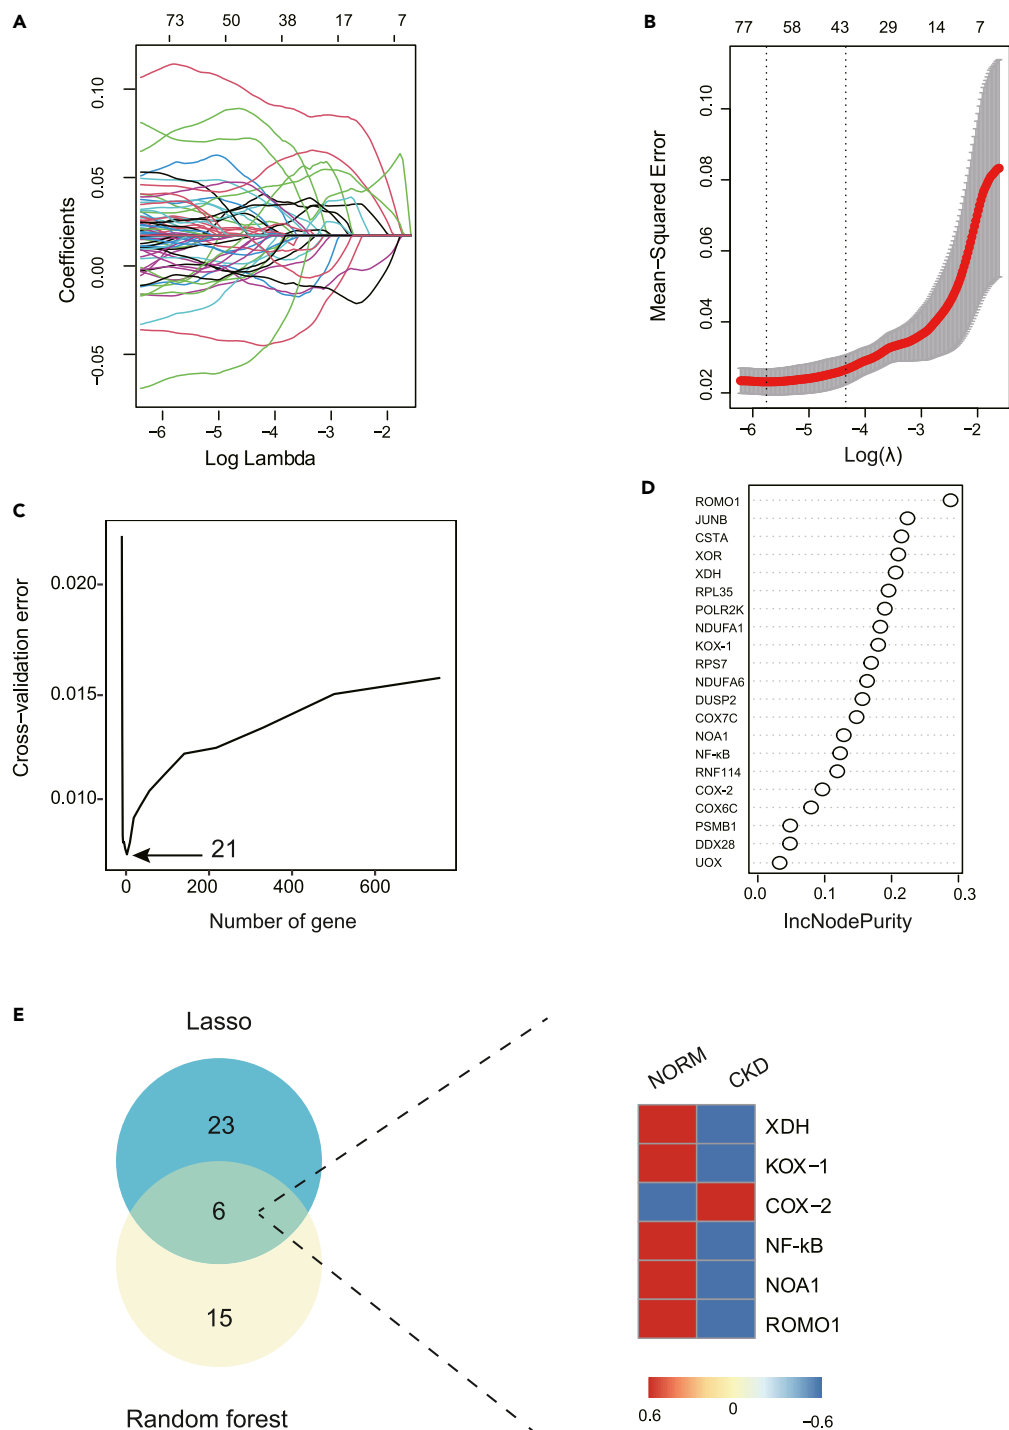 A
73 50 38 17 7
0.10
0.05
0.00
−0.05
Coefficients
−6 −5 −4 −3 −2
Log Lambda
B
77 58 43 29 14 7
0.10
0.08
0.06
0.04
0.02
Mean−Squared Error
−6 −5 −4 −3 −2
Log(λ)
C
0.020
0.015
0.010
Cross−validation error
21
0 200 400 600
Number of gene
D
ROMO1
JUNB
CSTA
XOR
XDH
RPL35
POLR2K
NDUFA1
KOX-1
RPS7
NDUFA6
DUSP2
COX7C
NOA1
NF-κB
RNF114
COX-2
COX6C
PSMB1
DDX28
UOX
0.0 0.1 0.2 0.3
IncNodePurity
E
Lasso
23
6
15
Random forest
NORM CKD
XDH
KOX−1
COX−2
NF-kB
NOA1
ROMO1
0.6 0 −0.6